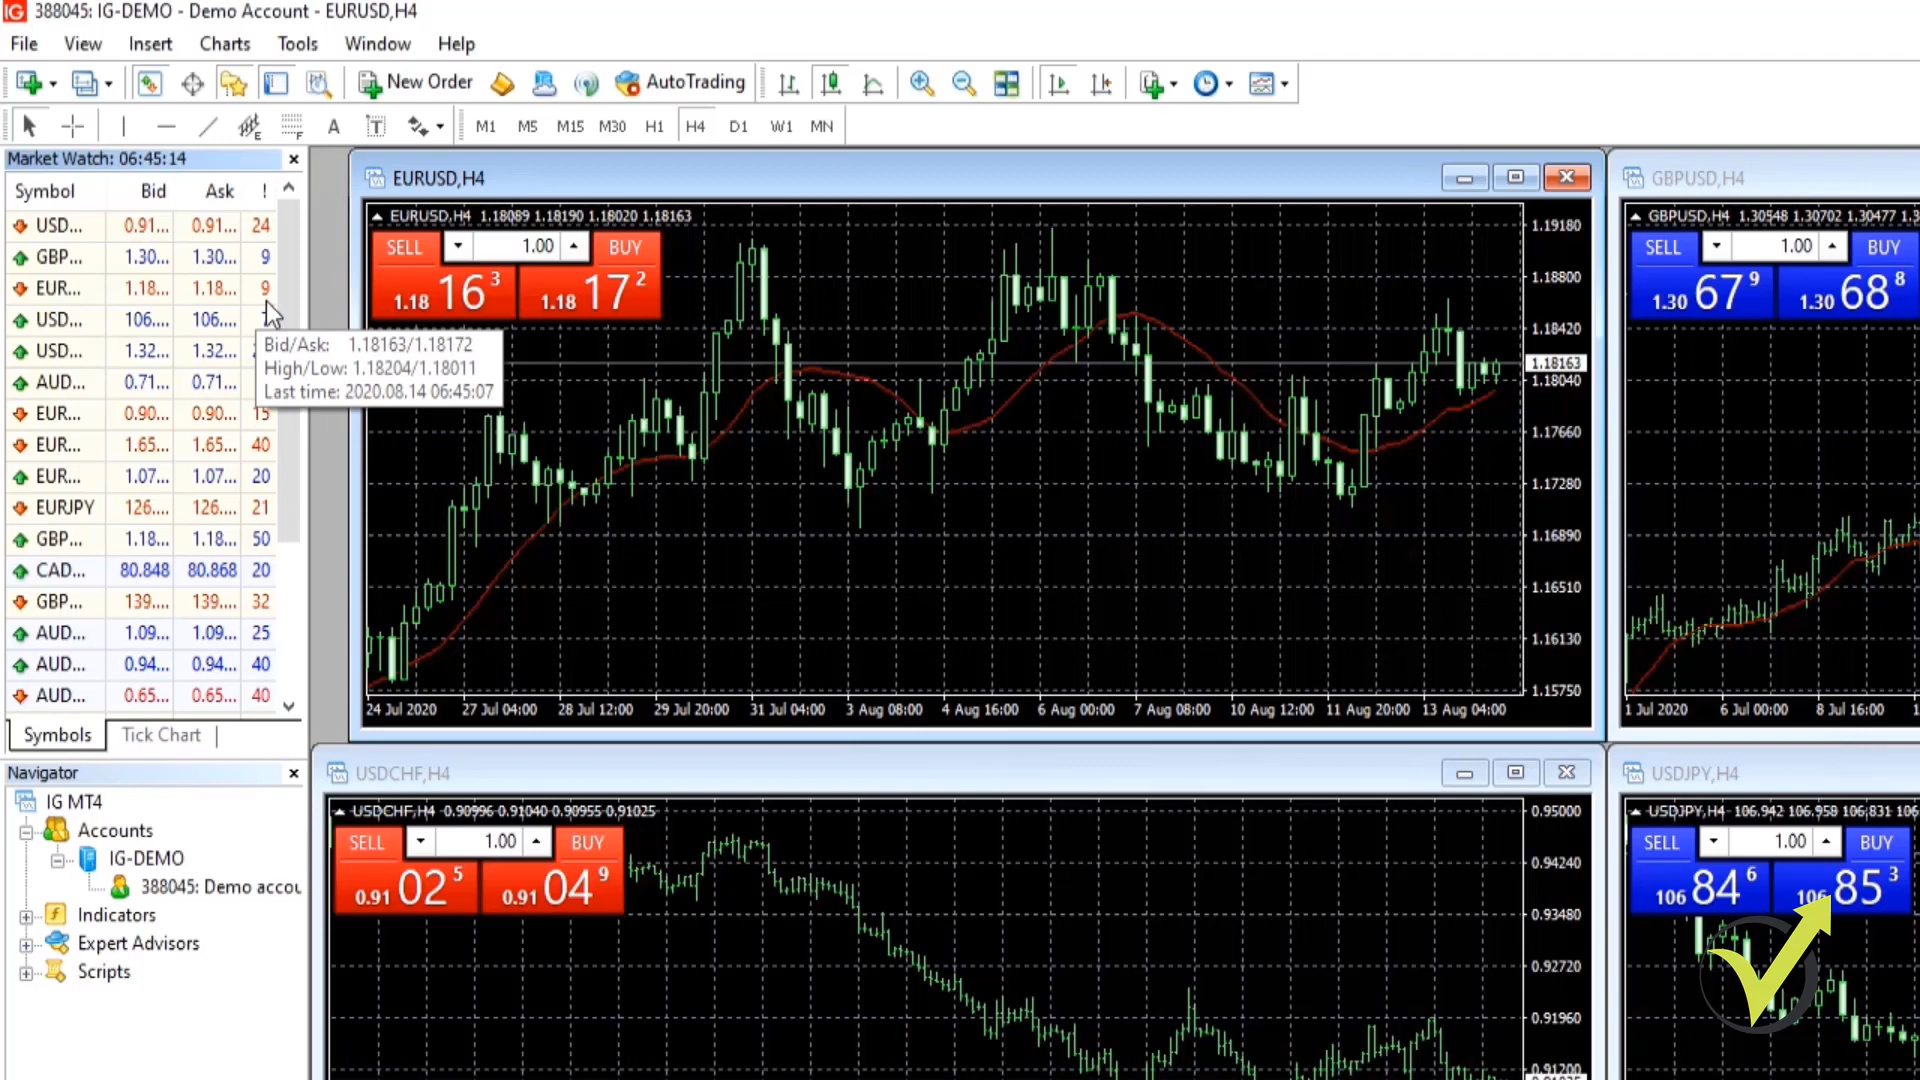 IG 388045: IG-DEMO - Demo Account - EURUSD,H4
File View Insert Charts Tools Window Help
New Order AutoTrading
E F A T M1 M5 M15 M30 H1 H4 D1 W1 MN
Market Watch: 06:45:14
Symbol Bid Ask !
USD... 0.91... 0.91... 24
GBP... 1.30... 1.30... 9
EUR... 1.18... 1.18... 9
USD... 106.... 106....
USD... 1.32... 1.32...
AUD... 0.71... 0.71...
EUR... 0.90... 0.90... 15
EUR... 1.65... 1.65... 40
EUR... 1.07... 1.07... 20
EURJPY 126.... 126.... 21
GBP... 1.18... 1.18... 50
CAD... 80.848 80.868 20
GBP... 139.... 139.... 32
AUD... 1.09... 1.09... 25
AUD... 0.94... 0.94... 40
AUD... 0.65... 0.65... 40
Symbols Tick Chart
Bid/Ask: 1.18163/1.18172
High/Low: 1.18204/1.18011
Last time: 2020.08.14 06:45:07
Navigator
IG MT4
Accounts
IG-DEMO
388045: Demo accou
Indicators
Expert Advisors
Scripts
EURUSD,H4
EURUSD,H4 1.18089 1.18190 1.18020 1.18163
SELL 1.00 BUY
1.18 16 3 1.18 17 2
1.19180
1.18800
1.18420
1.18163
1.18040
1.17660
1.17280
1.16890
1.16510
1.16130
1.15750
24 Jul 2020 27 Jul 04:00 28 Jul 12:00 29 Jul 20:00 31 Jul 04:00 3 Aug 08:00 4 Aug 16:00 6 Aug 00:00 7 Aug 08:00 10 Aug 12:00 11 Aug 20:00 13 Aug 04:00
GBPUSD,H4
GBPUSD,H4 1.30548 1.30702 1.30477 1.3
SELL 1.00 BUY
1.30 67 9 1.30 68 8
1 Jul 2020 6 Jul 00:00 8 Jul 16:00
USDCHF,H4
USDCHF,H4 0.90996 0.91040 0.90955 0.91025
SELL 1.00 BUY
0.91 02 5 0.91 04 9
0.95000
0.94240
0.93480
0.92720
0.91960
0.91200
USDJPY,H4
USDJPY,H4 106.942 106.958 106.831 106
SELL 1.00 BUY
106 84 6 106 85 3